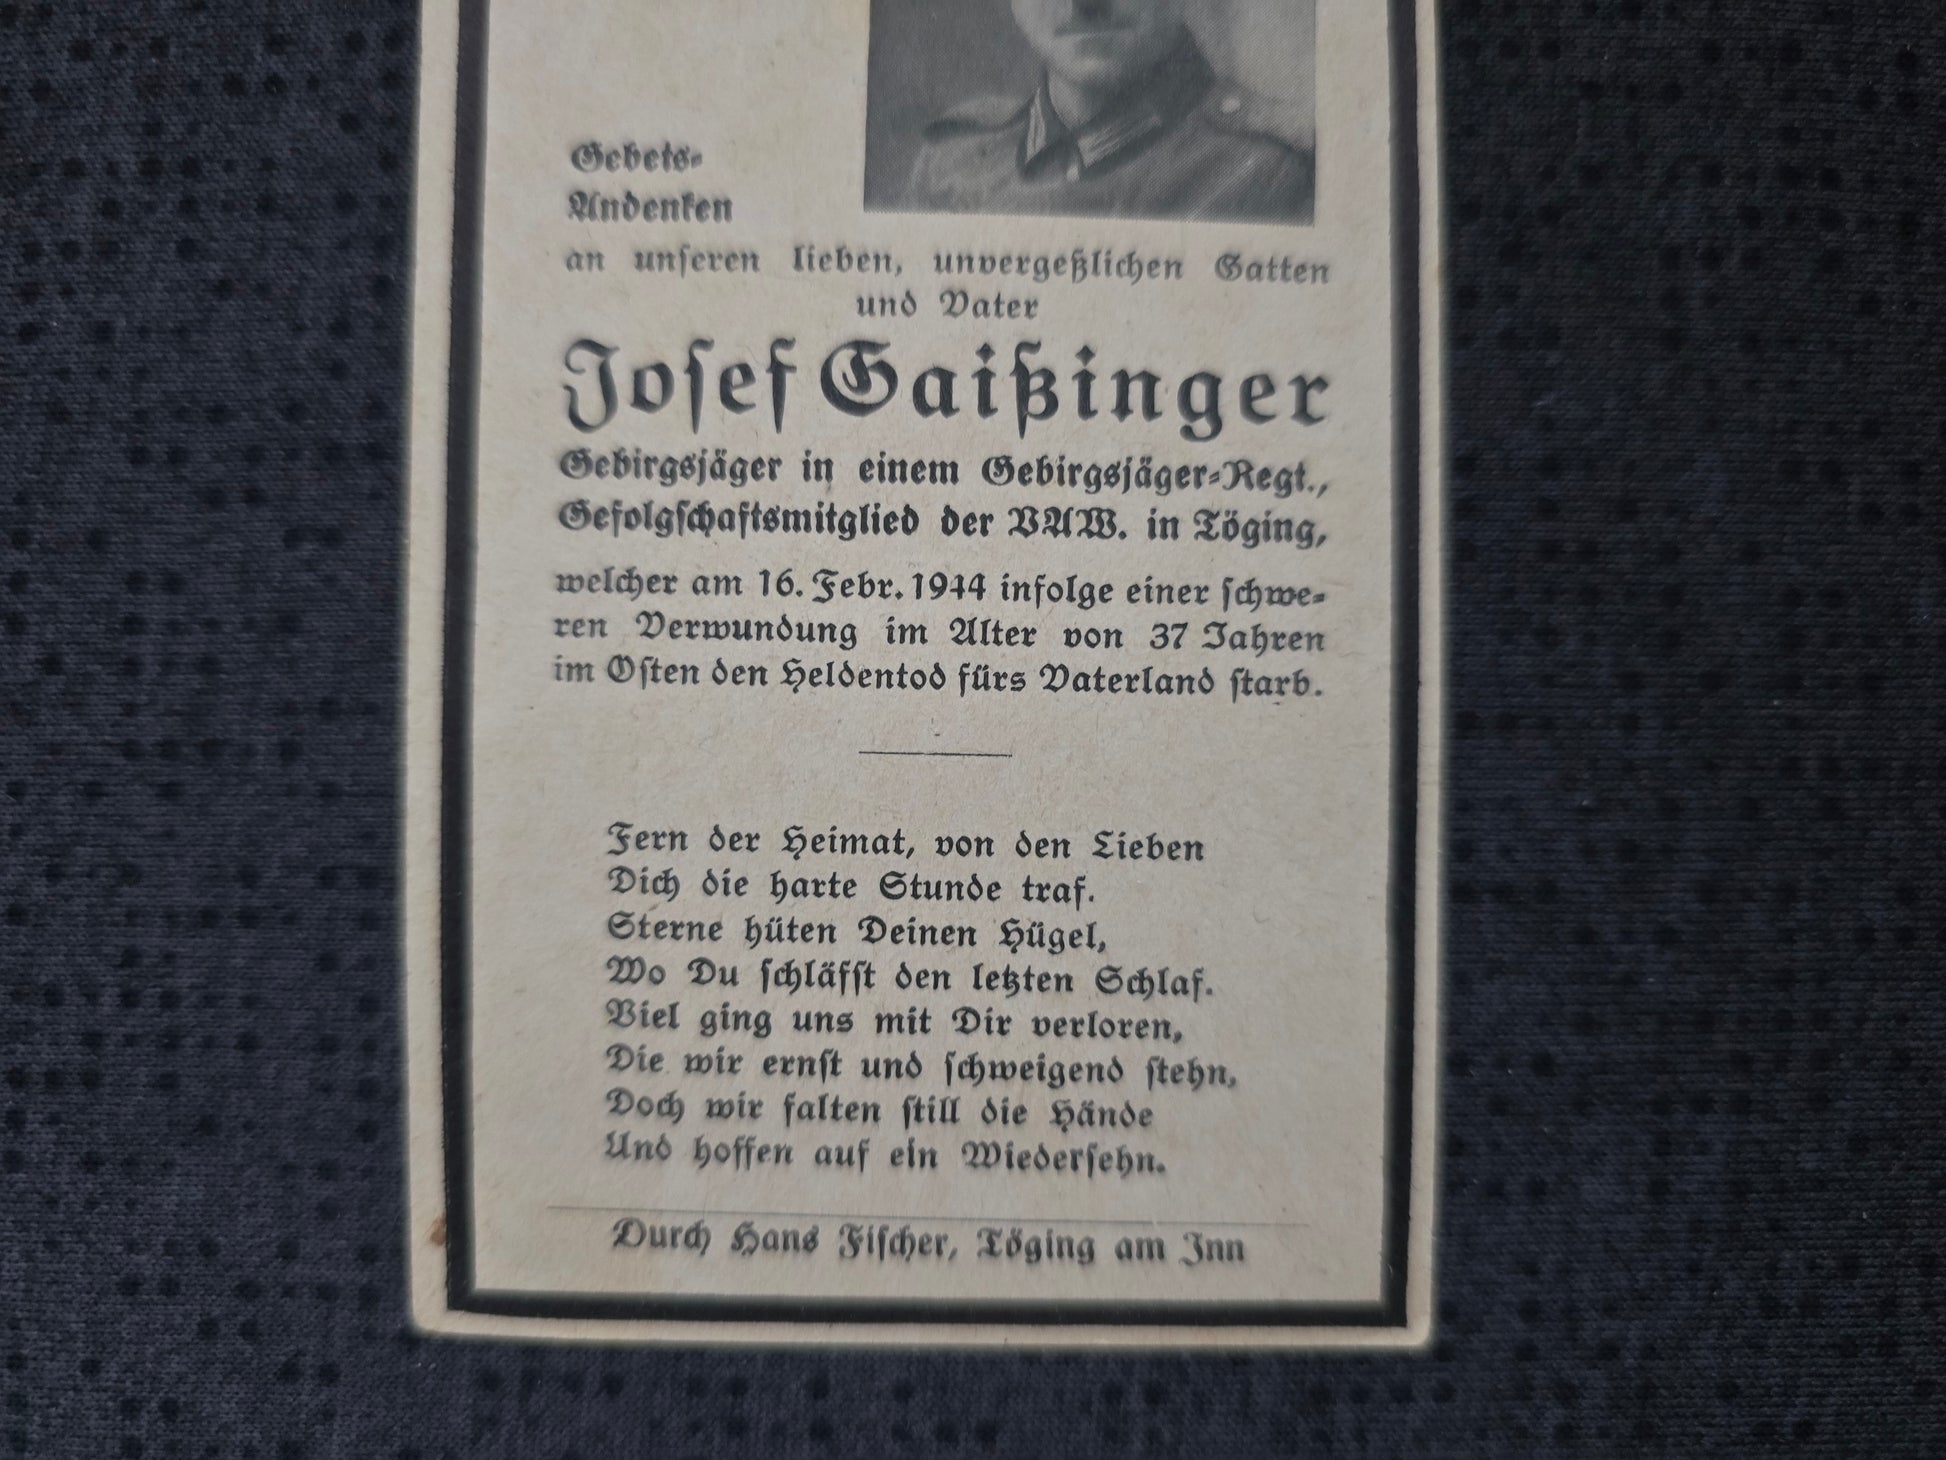 Gebets-
Andenken
an unseren lieben, unvergeßlichen Gatten
und Vater
Josef Gaißinger
Gebirgsjäger in einem Gebirgsjäger-Regt.,
Gefolgschaftsmitglied der VAW. in Töging,
welcher am 16. Febr. 1944 infolge einer schwe-
ren Verwundung im Alter von 37 Jahren
im Osten den Heldentod fürs Vaterland starb.
Fern der Heimat, von den Lieben
Dich die harte Stunde traf.
Sterne hüten Deinen Hügel,
Wo Du schläfst den letzten Schlaf.
Viel ging uns mit Dir verloren,
Die wir ernst und schweigend stehn,
Doch wir falten still die Hände
Und hoffen auf ein Wiedersehn.
Durch Hans Fischer, Töging am Inn